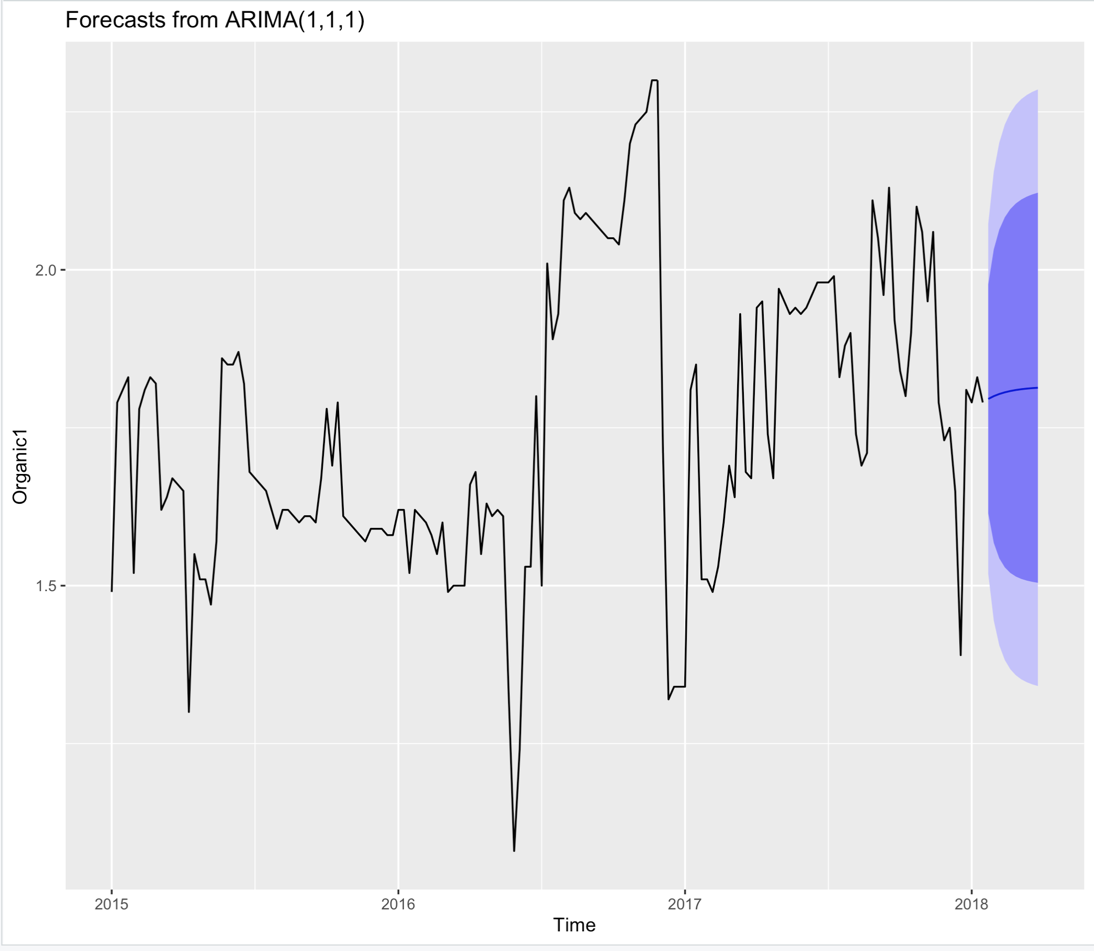 Forecasts from ARIMA(1,1,1)
2.0
1.5
Organic1
2015 2016 2017 2018
Time